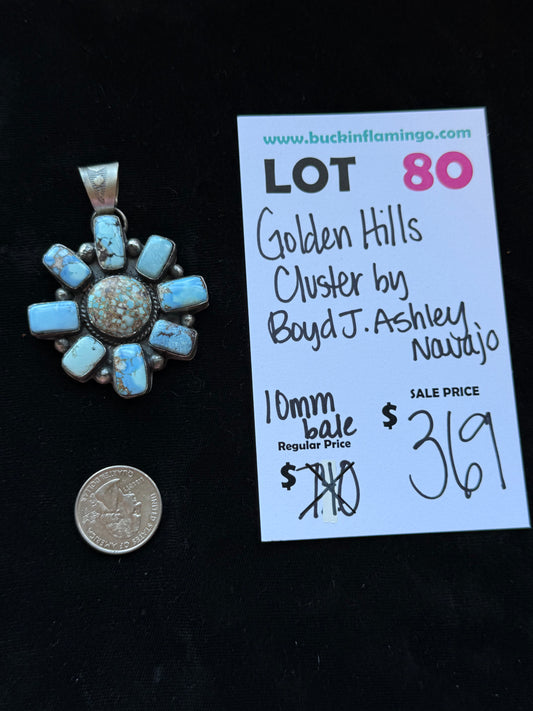 www.buckinflamingo.com
LOT 80
Golden Hills
Cluster by
Boyd J. Ashley
Navajo
10mm
bale
Regular Price
$
SALE PRICE
$ 369